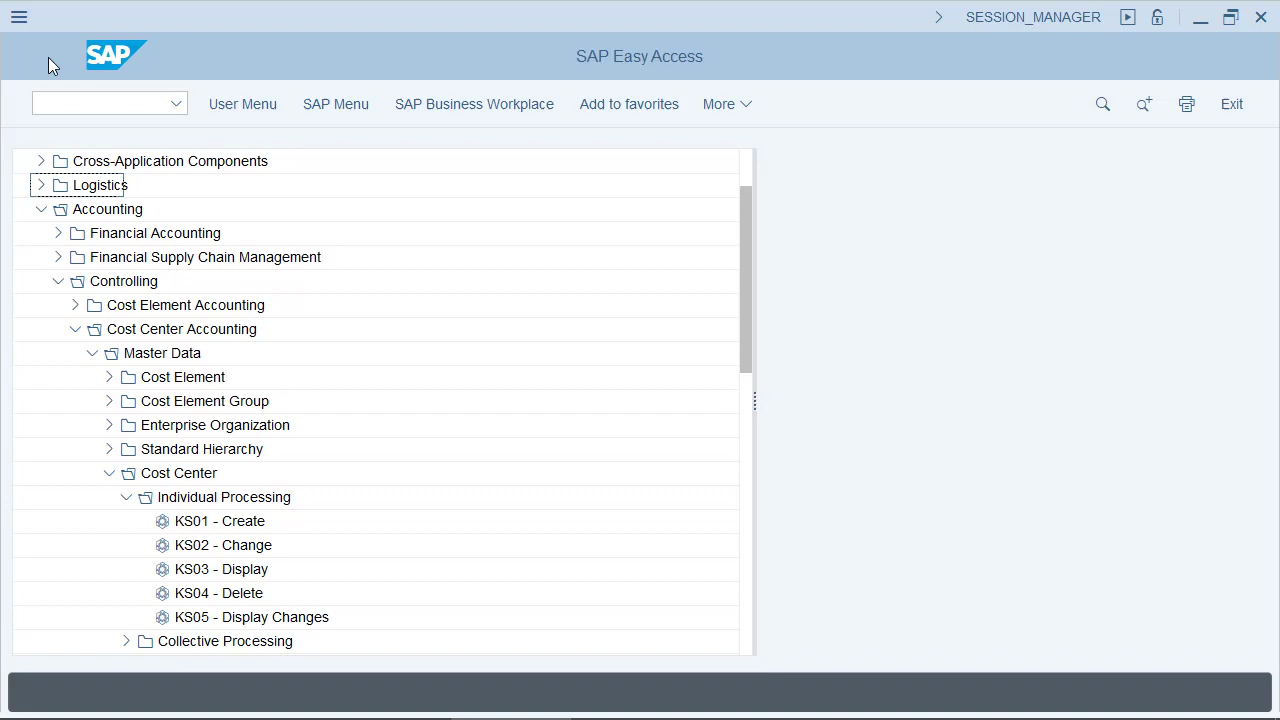 SESSION_MANAGER
SAP
SAP Easy Access
User Menu SAP Menu SAP Business Workplace Add to favorites More Exit
Cross-Application Components
Logistics
Accounting
Financial Accounting
Financial Supply Chain Management
Controlling
Cost Element Accounting
Cost Center Accounting
Master Data
Cost Element
Cost Element Group
Enterprise Organization
Standard Hierarchy
Cost Center
Individual Processing
KS01 - Create
KS02 - Change
KS03 - Display
KS04 - Delete
KS05 - Display Changes
Collective Processing